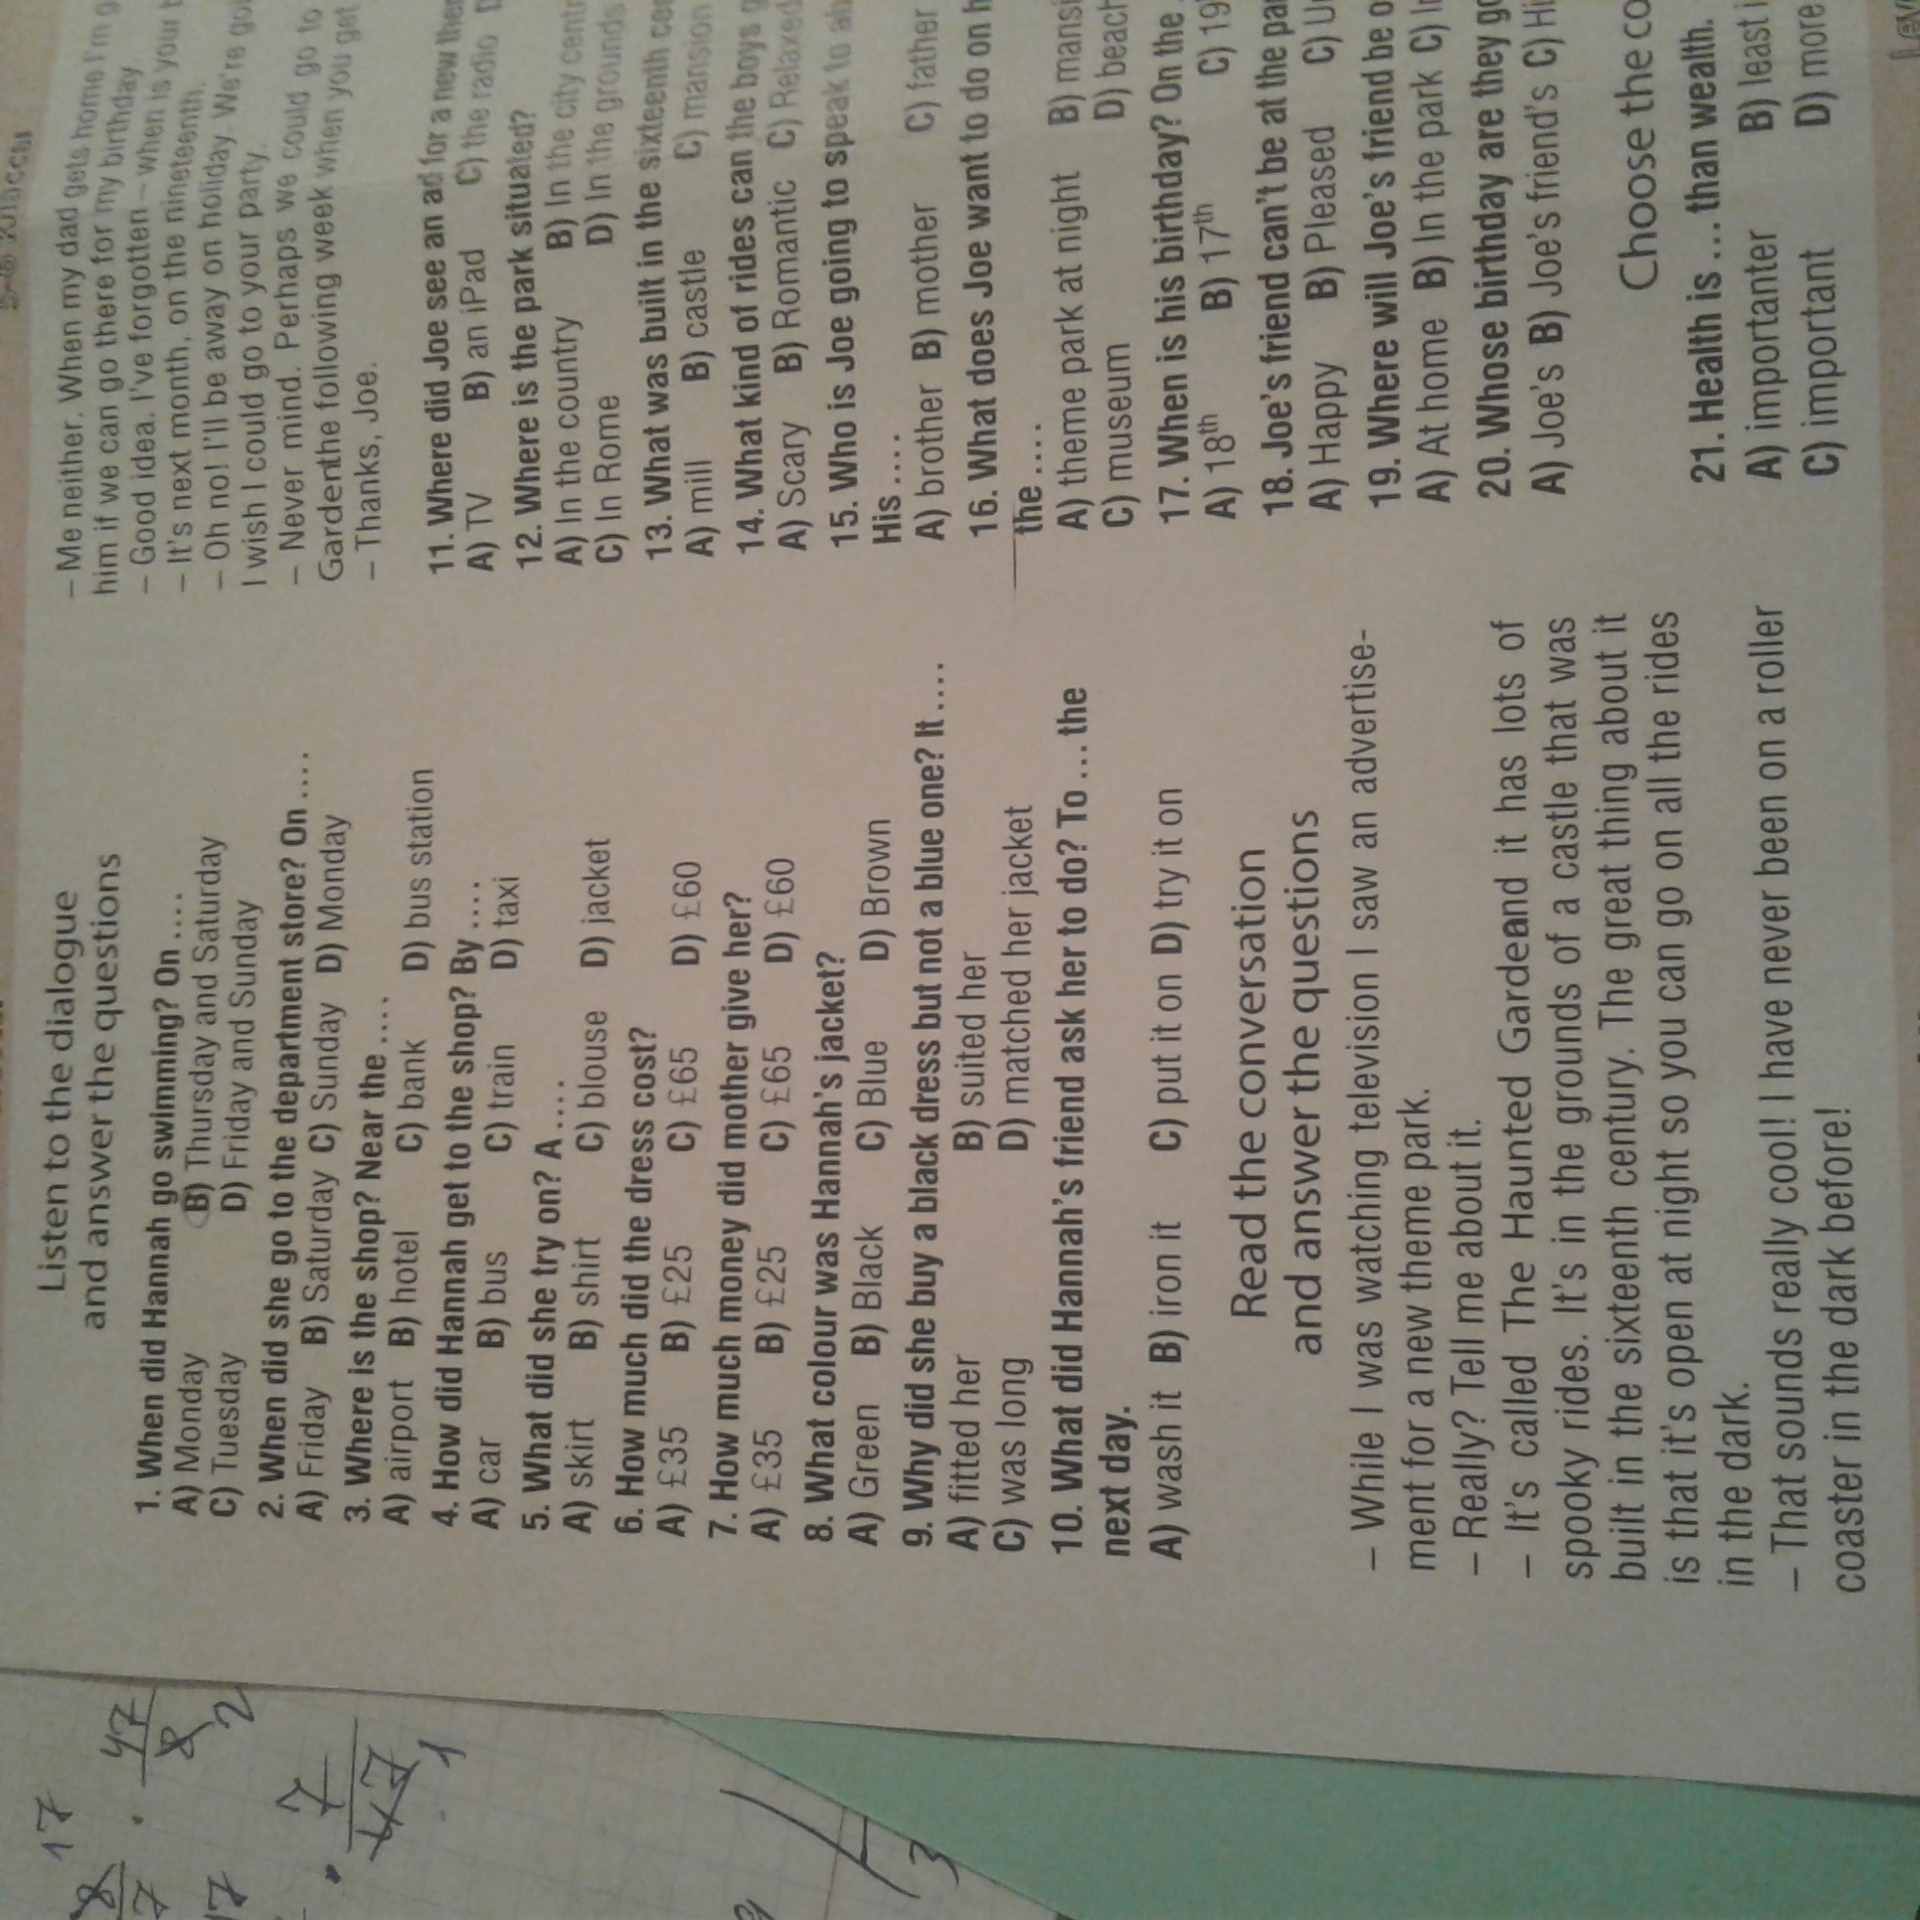 Listen to the dialogue
and answer the questions
1. When did Hannah go swimming? On ....
A) Monday B) Thursday and Saturday
C) Tuesday D) Friday and Sunday
2. When did she go to the department store? On ....
A) Friday B) Saturday C) Sunday D) Monday
3. Where is the shop? Near the ....
A) airport B) hotel C) bank D) bus station
4. How did Hannah get to the shop? By ....
A) car B) bus C) train D) taxi
5. What did she try on? A ....
A) skirt B) shirt C) blouse D) jacket
6. How much did the dress cost?
A) £35 B) £25 C) £65 D) £60
7. How much money did mother give her?
A) £35 B) £25 C) £65 D) £60
8. What colour was Hannah's jacket?
A) Green B) Black C) Blue D) Brown
9. Why did she buy a black dress but not a blue one? It ....
A) fitted her B) suited her
C) was long D) matched her jacket
10. What did Hannah's friend ask her to do? To ... the
next day.
A) wash it B) iron it C) put it on D) try it on
Read the conversation
and answer the questions
– While I was watching television I saw an advertise-
ment for a new theme park.
– Really? Tell me about it.
– It's called The Haunted Gardeand it has lots of
spooky rides. It's in the grounds of a castle that was
built in the sixteenth century. The great thing about it
is that it's open at night so you can go on all the rides
in the dark.
– That sounds really cool! I have never been on a roller
coaster in the dark before!
– Me neither. When my dad gets home I'm
him if we can go there for my birthday.
– Good idea. I've forgotten – when is your
– It's next month, on the nineteenth.
– Oh no! I'll be away on holiday. We're
I wish I could go to your party.
– Never mind. Perhaps we could go to
Gardenthe following week when you get
– Thanks, Joe.
11. Where did Joe see an ad for a new
A) TV B) an iPad C) the radio
12. Where is the park situated?
A) In the country B) In the city
C) In Rome D) In the grounds
13. What was built in the sixteenth
A) mill B) castle C) mansion
14. What kind of rides can the boys
A) Scary B) Romantic C) Relaxed
15. Who is Joe going to speak to
His ....
A) brother B) mother C) father
16. What does Joe want to do on
the ....
A) theme park at night B)
C) museum D) beach
17. When is his birthday? On the
A) 18th B) 17th C) 19
18. Joe's friend can't be at the
A) Happy B) Pleased C)
19. Where will Joe's friend be
A) At home B) In the park C)
20. Whose birthday are they
A) Joe's B) Joe's friend's C)
Choose the
21. Health is ... than wealth.
A) importanter B) least
C) important D) more
17
47
8
2
7
47
1
8
7
17
3